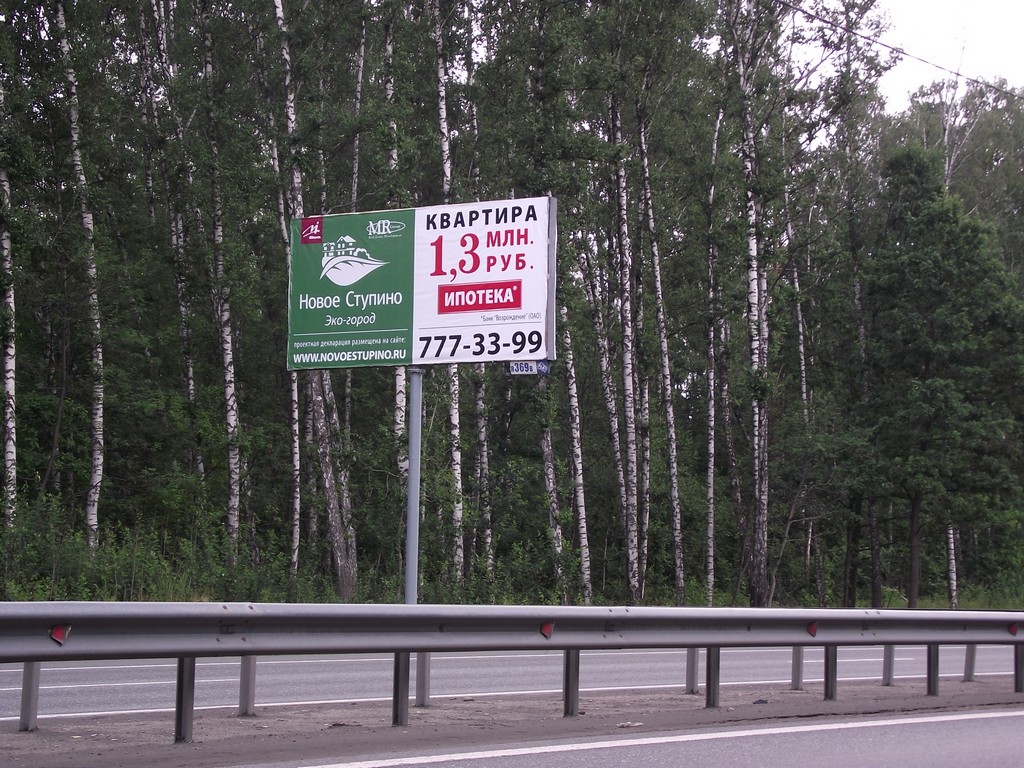 MR
Новое Ступино
Эко-город
проектная декларация размещена на сайте:
WWW.NOVOESTUPINO.RU
КВАРТИРА
1,3 МЛН. РУБ.
ИПОТЕКА*
*Банк "Возрождение" (ОАО)
777-33-99
369в